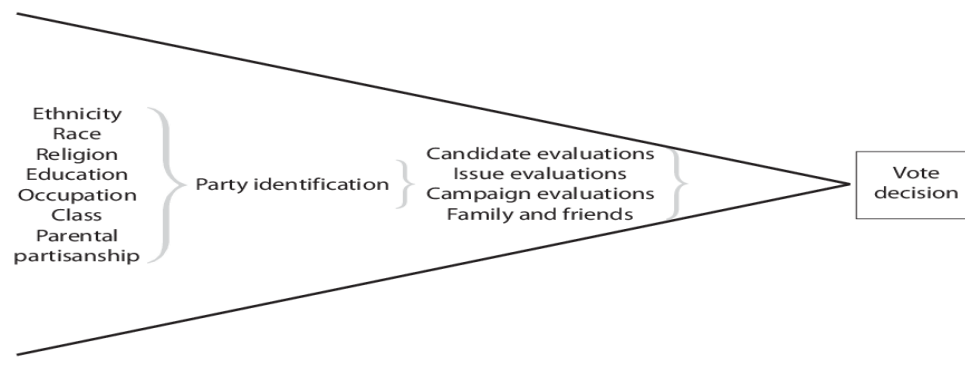 Ethnicity
Race
Religion
Education
Occupation
Class
Parental
partisanship
Party identification
Candidate evaluations
Issue evaluations
Campaign evaluations
Family and friends
Vote
decision